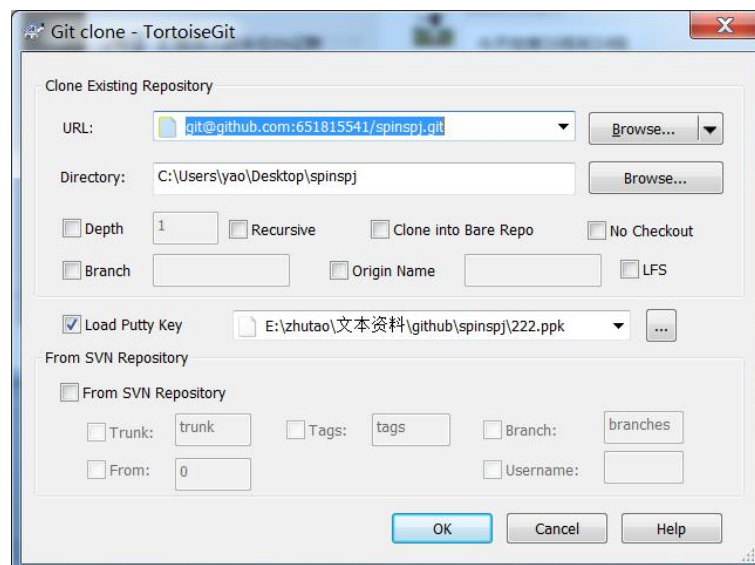 Git clone - TortoiseGit
Clone Existing Repository
URL: git@github.com:651815541/spinspj.git Browse...
Directory: C:\Users\yao\Desktop\spinspj Browse...
Depth 1 Recursive Clone into Bare Repo No Checkout
Branch Origin Name LFS
Load Putty Key E:\zhutao\文本资料\github\spinspj\222.ppk ...
From SVN Repository
From SVN Repository
Trunk: trunk Tags: tags Branch: branches
From: 0 Username:
OK Cancel Help